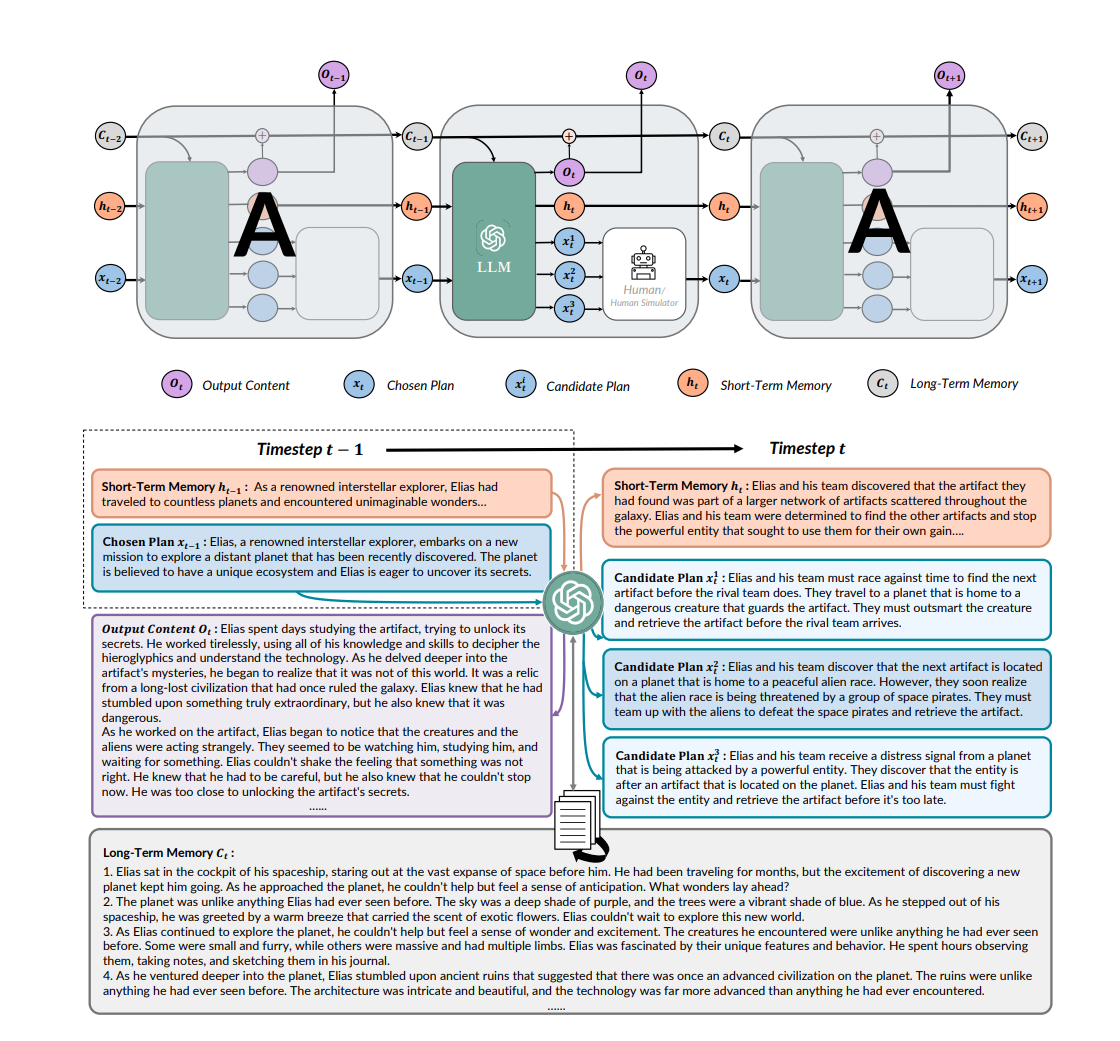 O_{t−1} O_t O_{t+1}
C_{t−2} C_{t−1} C_t C_{t+1}
O_t
h_{t−2} A h_{t−1} h_t h_t A h_{t+1}
x_t^1
LLM
x_{t−2} x_{t−1} x_t^2 x_t x_{t+1}
Human/
Human Simulator
x_t^3
O_t Output Content x_t Chosen Plan x_t^i Candidate Plan h_t Short-Term Memory C_t Long-Term Memory
Timestep t − 1 Timestep t
Short-Term Memory h_{t−1} : As a renowned interstellar explorer, Elias had
traveled to countless planets and encountered unimaginable wonders...
Chosen Plan x_{t−1} : Elias, a renowned interstellar explorer, embarks on a new
mission to explore a distant planet that has been recently discovered. The planet
is believed to have a unique ecosystem and Elias is eager to uncover its secrets.
Output Content O_t : Elias spent days studying the artifact, trying to unlock its
secrets. He worked tirelessly, using all of his knowledge and skills to decipher the
hieroglyphics and understand the technology. As he delved deeper into the
artifact's mysteries, he began to realize that it was not of this world. It was a relic
from a long-lost civilization that had once ruled the galaxy. Elias knew that he had
stumbled upon something truly extraordinary, but he also knew that it was
dangerous.
As he worked on the artifact, Elias began to notice that the creatures and the
aliens were acting strangely. They seemed to be watching him, studying him, and
waiting for something. Elias couldn't shake the feeling that something was not
right. He knew that he had to be careful, but he also knew that he couldn't stop
now. He was too close to unlocking the artifact's secrets.
......
Short-Term Memory h_t : Elias and his team discovered that the artifact they
had found was part of a larger network of artifacts scattered throughout the
galaxy. Elias and his team were determined to find the other artifacts and stop
the powerful entity that sought to use them for their own gain....
Candidate Plan x_t^1 : Elias and his team must race against time to find the next
artifact before the rival team does. They travel to a planet that is home to a
dangerous creature that guards the artifact. They must outsmart the creature
and retrieve the artifact before the rival team arrives.
Candidate Plan x_t^2 : Elias and his team discover that the next artifact is located
on a planet that is home to a peaceful alien race. However, they soon realize
that the alien race is being threatened by a group of space pirates. They must
team up with the aliens to defeat the space pirates and retrieve the artifact.
Candidate Plan x_t^3 : Elias and his team receive a distress signal from a planet
that is being attacked by a powerful entity. They discover that the entity is
after an artifact that is located on the planet. Elias and his team must fight
against the entity and retrieve the artifact before it's too late.
Long-Term Memory C_t :
1. Elias sat in the cockpit of his spaceship, staring out at the vast expanse of space before him. He had been traveling for months, but the excitement of discovering a new
planet kept him going. As he approached the planet, he couldn't help but feel a sense of anticipation. What wonders lay ahead?
2. The planet was unlike anything Elias had ever seen before. The sky was a deep shade of purple, and the trees were a vibrant shade of blue. As he stepped out of his
spaceship, he was greeted by a warm breeze that carried the scent of exotic flowers. Elias couldn't wait to explore this new world.
3. As Elias continued to explore the planet, he couldn't help but feel a sense of wonder and excitement. The creatures he encountered were unlike anything he had ever seen
before. Some were small and furry, while others were massive and had multiple limbs. Elias was fascinated by their unique features and behavior. He spent hours observing
them, taking notes, and sketching them in his journal.
4. As he ventured deeper into the planet, Elias stumbled upon ancient ruins that suggested that there was once an advanced civilization on the planet. The ruins were unlike
anything he had ever seen before. The architecture was intricate and beautiful, and the technology was far more advanced than anything he had ever encountered.
......